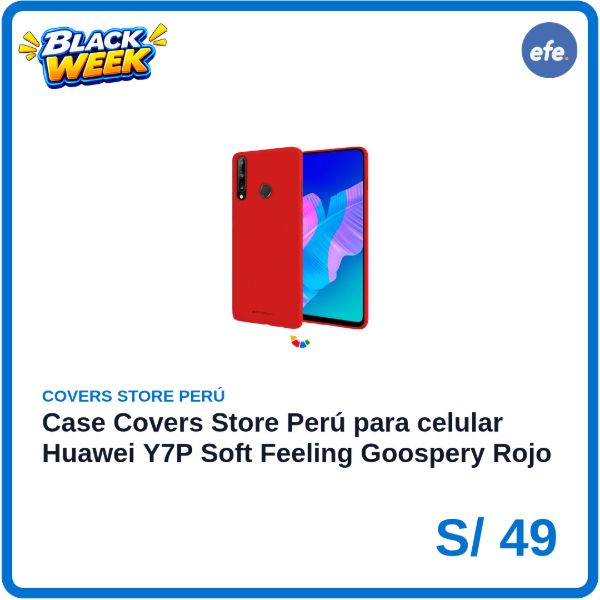 BLACK
WEEK
efe.
COVERS STORE PERÚ
Case Covers Store Perú para celular
Huawei Y7P Soft Feeling Goospery Rojo
S/ 49